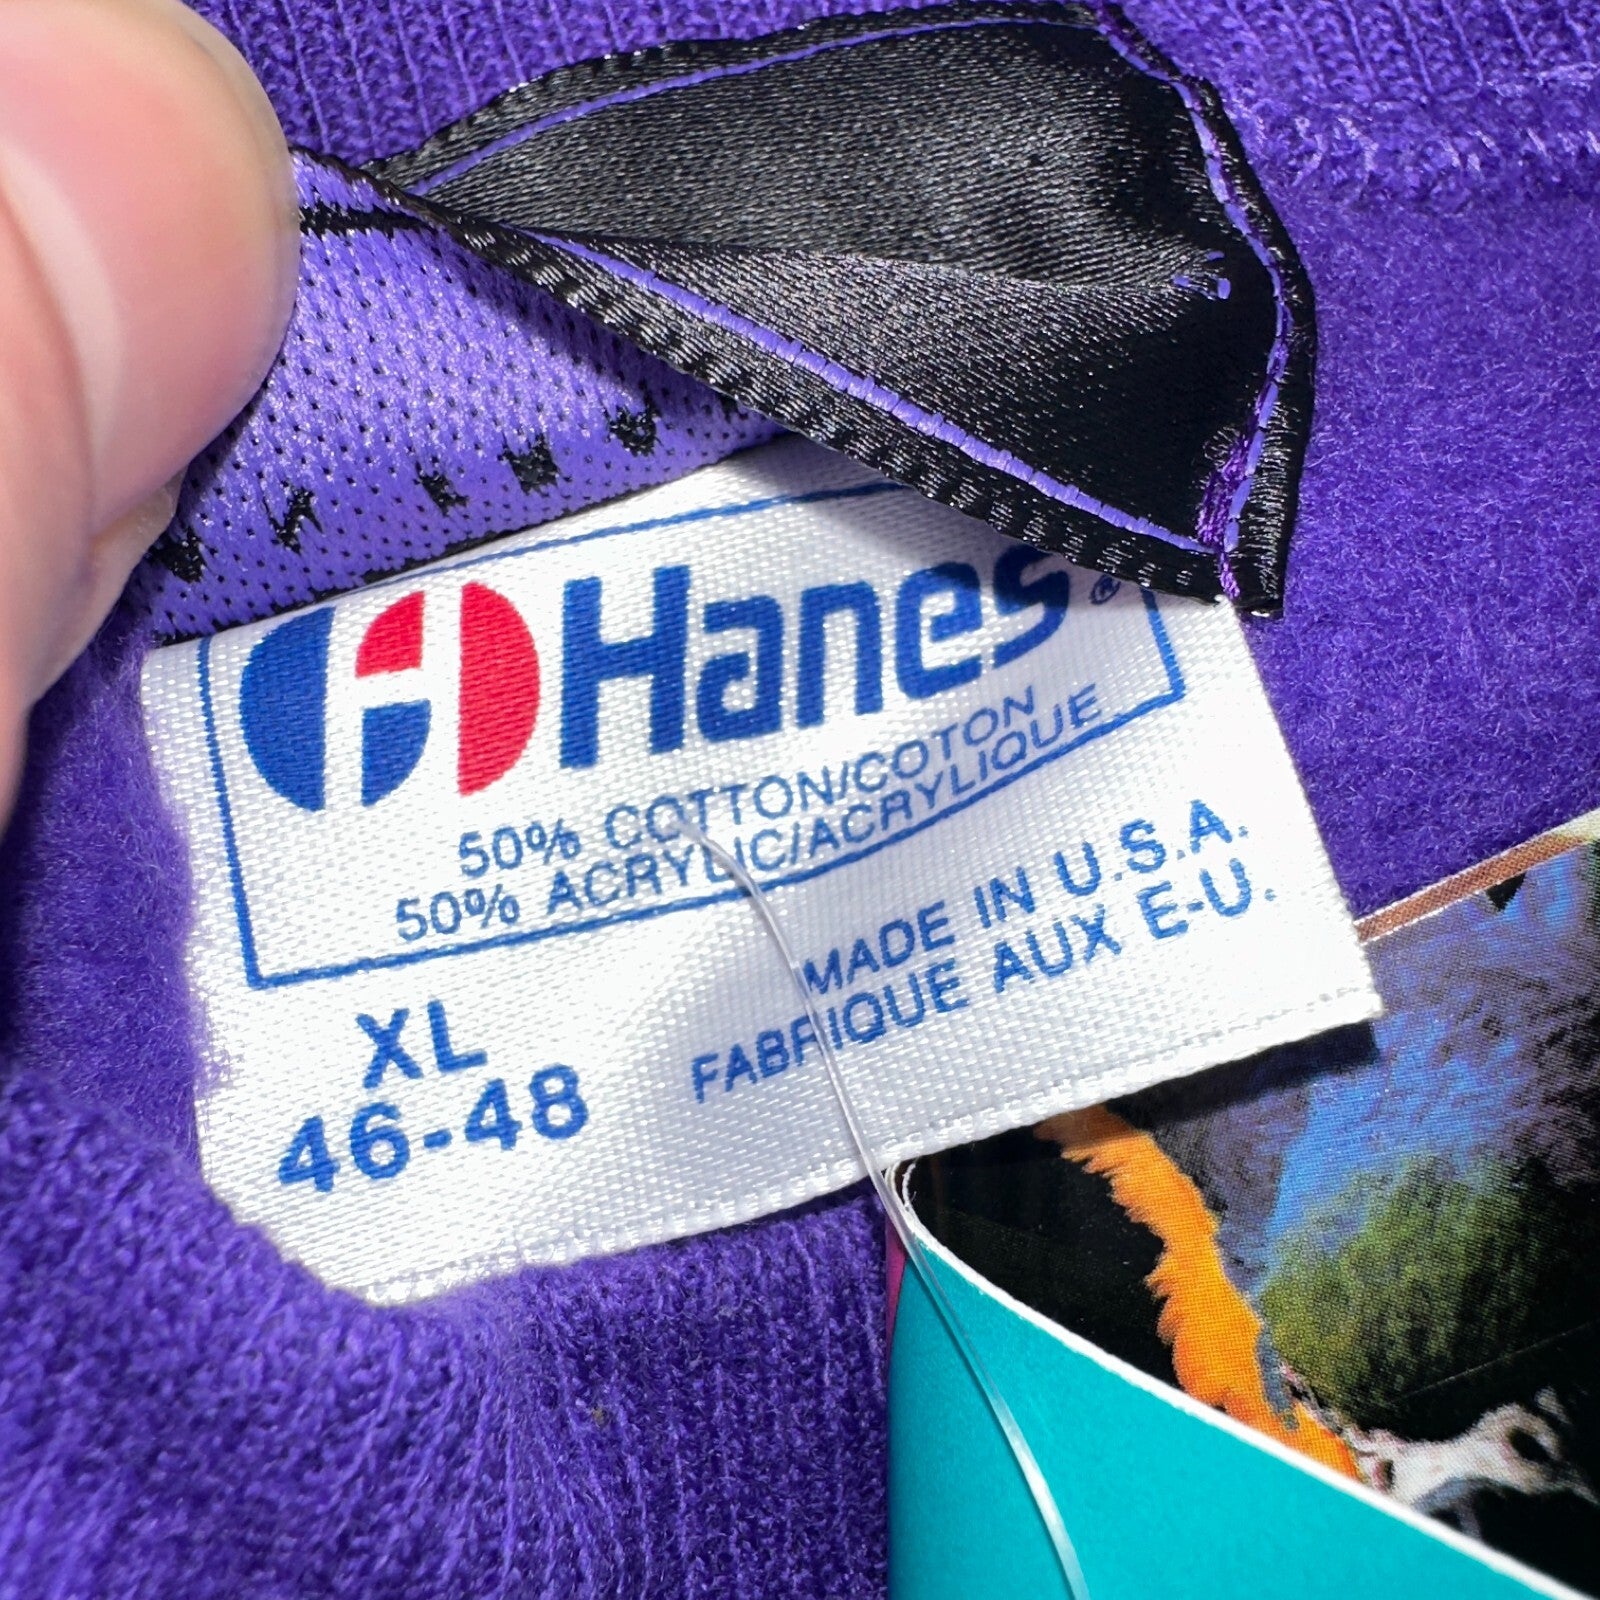 Hanes®
50% COTTON/COTON
50% ACRYLIC/ACRYLIQUE
XL
46-48
MADE IN U.S.A.
FABRIQUE AUX E-U.